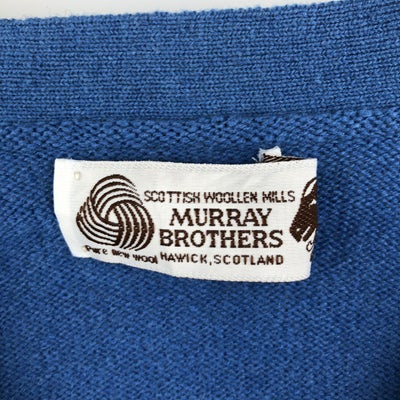 SCOTTISH WOOLLEN MILLS
MURRAY
BROTHERS
Pure new wool HAWICK, SCOTLAND